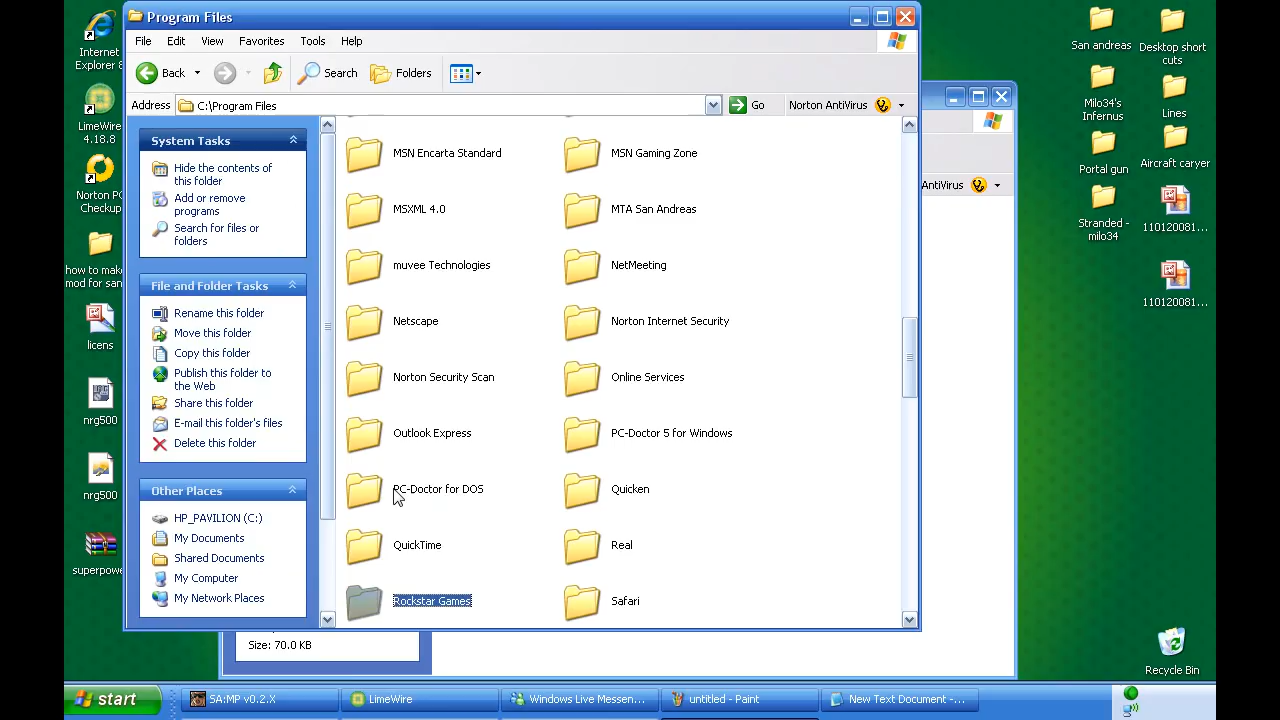 Internet
Explorer 8
LimeWire
4.18.8
Norton PC
Checkup
how to make
mod for san
licens
nrg500
nrg500
superpowe
Program Files
File Edit View Favorites Tools Help
Back Search Folders
Address C:\Program Files Go Norton AntiVirus
System Tasks
Hide the contents of
this folder
Add or remove
programs
Search for files or
folders
File and Folder Tasks
Rename this folder
Move this folder
Copy this folder
Publish this folder to
the Web
Share this folder
E-mail this folder's files
Delete this folder
Other Places
HP_PAVILION (C:)
My Documents
Shared Documents
My Computer
My Network Places
MSN Encarta Standard MSN Gaming Zone
MSXML 4.0 MTA San Andreas
muvee Technologies NetMeeting
Netscape Norton Internet Security
Norton Security Scan Online Services
Outlook Express PC-Doctor 5 for Windows
PC-Doctor for DOS Quicken
QuickTime Real
Rockstar Games Safari
AntiVirus
Size: 70.0 KB
San andreas
Desktop short
cuts
Milo34's
Infernus
Lines
Portal gun
Aircraft caryer
Stranded -
milo34
110120081...
110120081...
Recycle Bin
start SA:MP v0.2.X LimeWire Windows Live Messen... untitled - Paint New Text Document -...